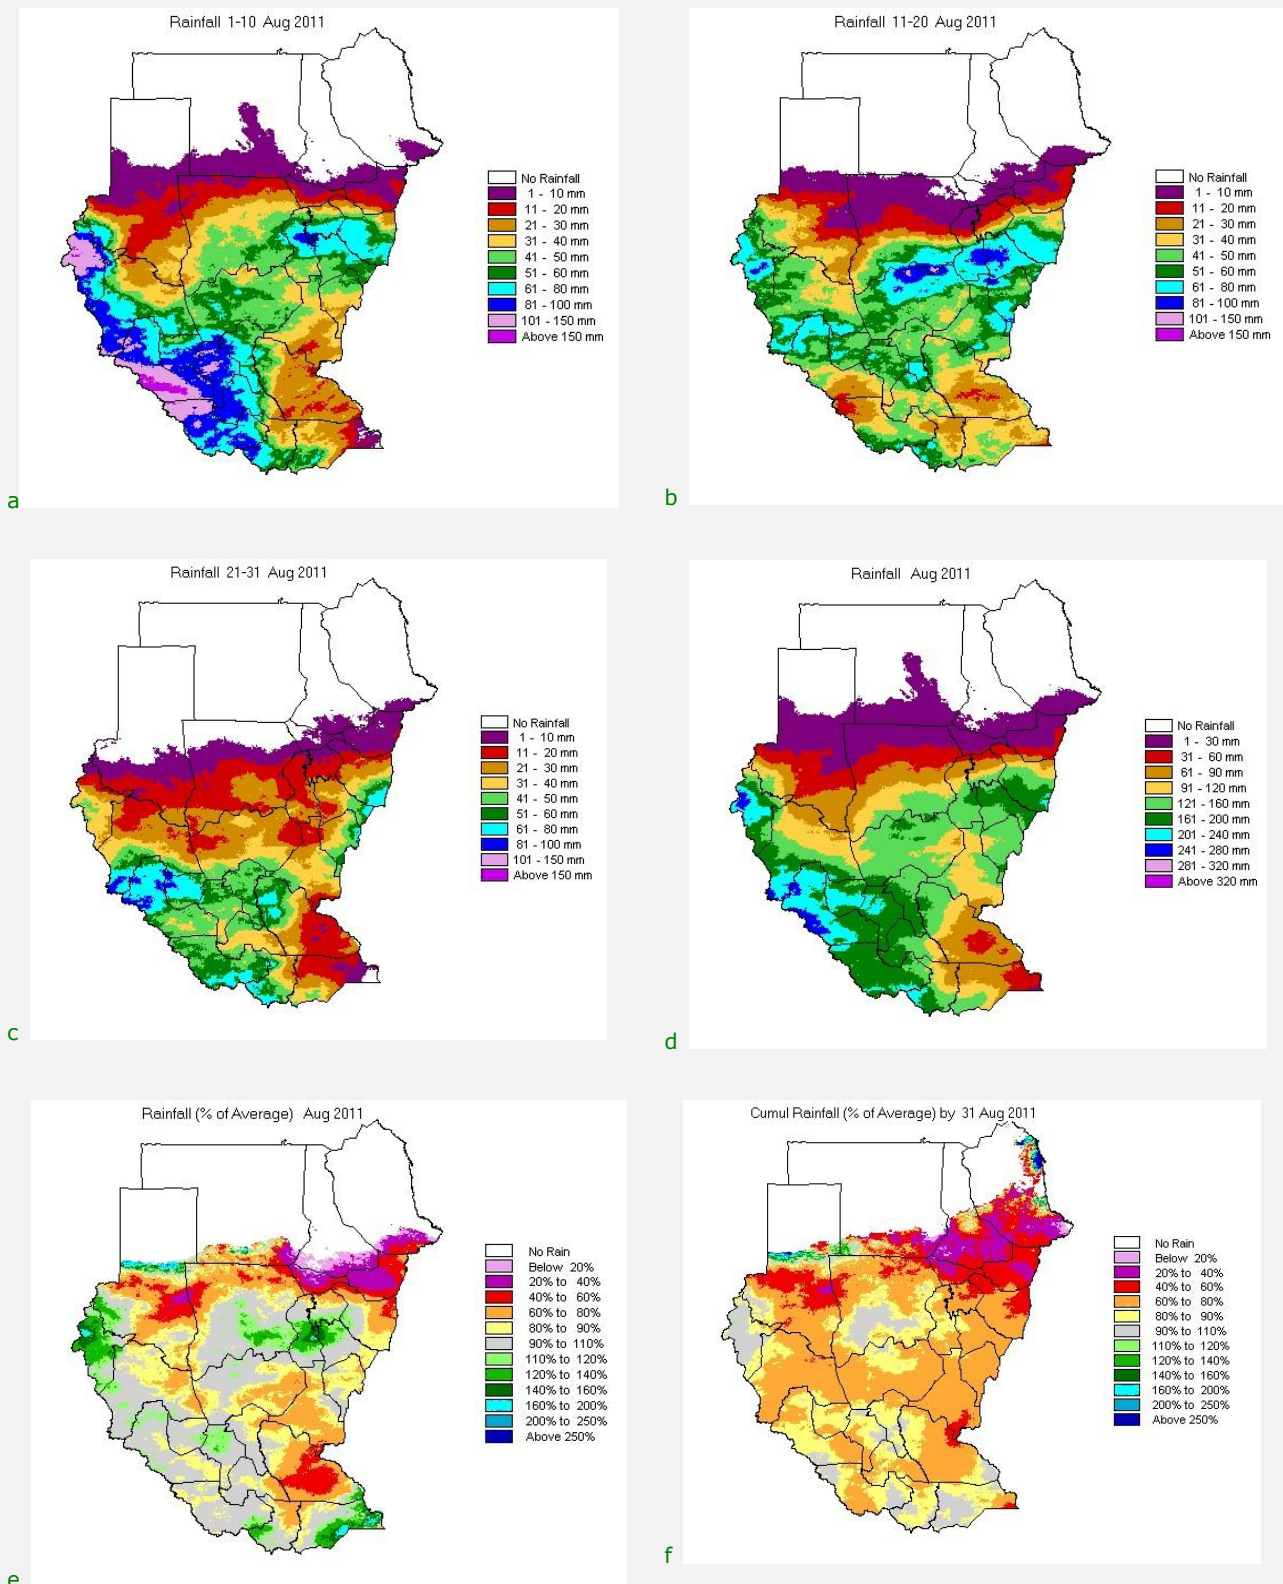 Rainfall 1-10 Aug 2011
No Rainfall
1 - 10 mm
11 - 20 mm
21 - 30 mm
31 - 40 mm
41 - 50 mm
51 - 60 mm
61 - 80 mm
81 - 100 mm
101 - 150 mm
Above 150 mm
a
Rainfall 11-20 Aug 2011
No Rainfall
1 - 10 mm
11 - 20 mm
21 - 30 mm
31 - 40 mm
41 - 50 mm
51 - 60 mm
61 - 80 mm
81 - 100 mm
101 - 150 mm
Above 150 mm
b
Rainfall 21-31 Aug 2011
No Rainfall
1 - 10 mm
11 - 20 mm
21 - 30 mm
31 - 40 mm
41 - 50 mm
51 - 60 mm
61 - 80 mm
81 - 100 mm
101 - 150 mm
Above 150 mm
c
Rainfall Aug 2011
No Rainfall
1 - 30 mm
31 - 60 mm
61 - 90 mm
91 - 120 mm
121 - 160 mm
161 - 200 mm
201 - 240 mm
241 - 280 mm
281 - 320 mm
Above 320 mm
d
Rainfall (% of Average) Aug 2011
No Rain
Below 20%
20% to 40%
40% to 60%
60% to 80%
80% to 90%
90% to 110%
110% to 120%
120% to 140%
140% to 160%
160% to 200%
200% to 250%
Above 250%
e
Cumul Rainfall (% of Average) by 31 Aug 2011
No Rain
Below 20%
20% to 40%
40% to 60%
60% to 80%
80% to 90%
90% to 110%
110% to 120%
120% to 140%
140% to 160%
160% to 200%
200% to 250%
Above 250%
f